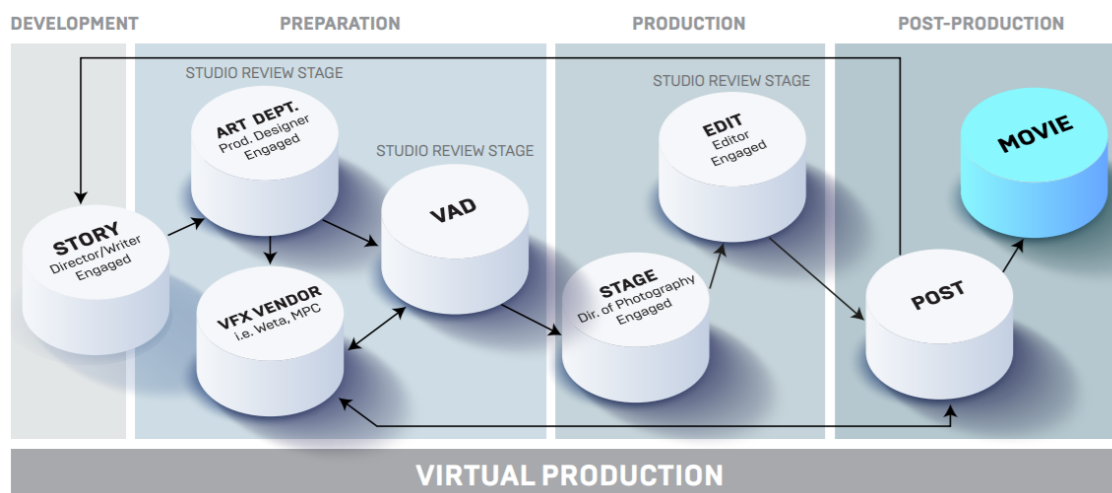 DEVELOPMENT
PREPARATION
PRODUCTION
POST-PRODUCTION
STUDIO REVIEW STAGE
ART DEPT.
Prod. Designer
Engaged
STUDIO REVIEW STAGE
VAD
STORY
Director/Writer
Engaged
VFX VENDOR
i.e. Weta, MPC
STUDIO REVIEW STAGE
EDIT
Editor
Engaged
STAGE
Dir. of Photography
Engaged
MOVIE
POST
VIRTUAL PRODUCTION